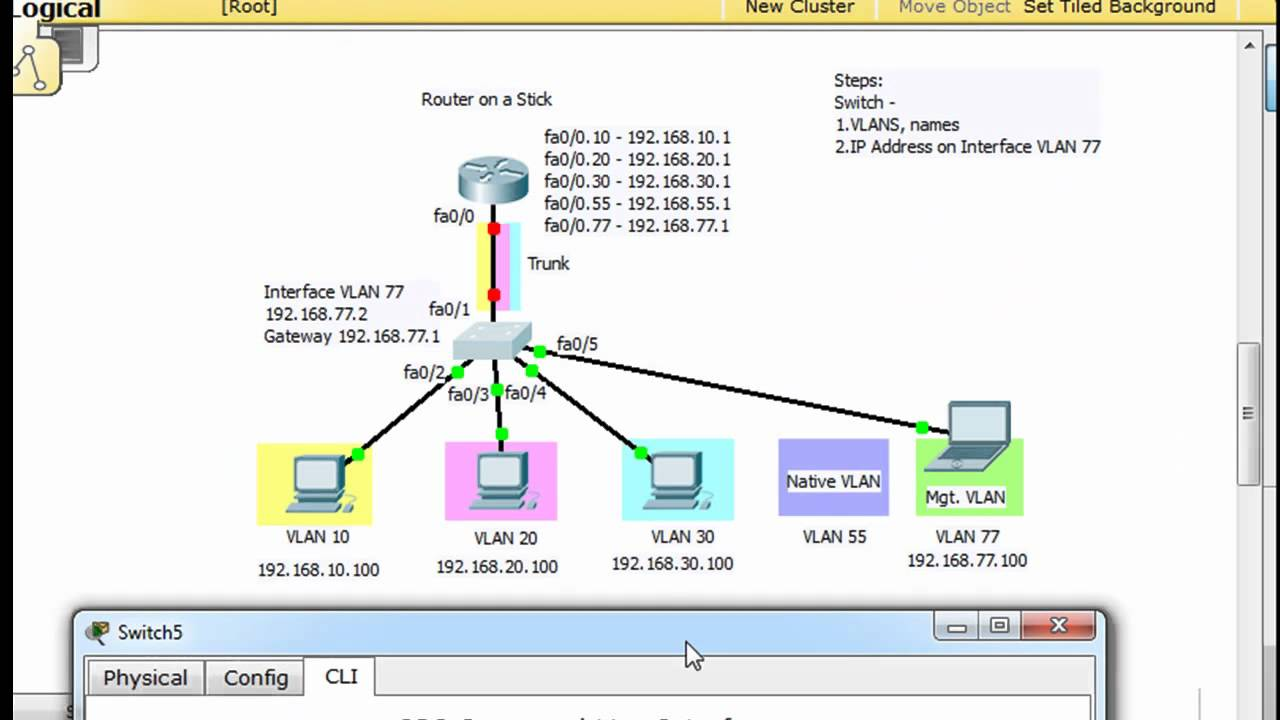 Logical
[Root]
New Cluster
Move Object
Set Tiled Background
Steps:
Switch -
1.VLANS, names
2.IP Address on Interface VLAN 77
Router on a Stick
fa0/0.10 - 192.168.10.1
fa0/0.20 - 192.168.20.1
fa0/0.30 - 192.168.30.1
fa0/0.55 - 192.168.55.1
fa0/0.77 - 192.168.77.1
fa0/0
Trunk
Interface VLAN 77
192.168.77.2
Gateway 192.168.77.1
fa0/1
fa0/5
fa0/2
fa0/3
fa0/4
Native VLAN
Mgt. VLAN
VLAN 10
VLAN 20
VLAN 30
VLAN 55
VLAN 77
192.168.10.100
192.168.20.100
192.168.30.100
192.168.77.100
Switch5
Physical
Config
CLI